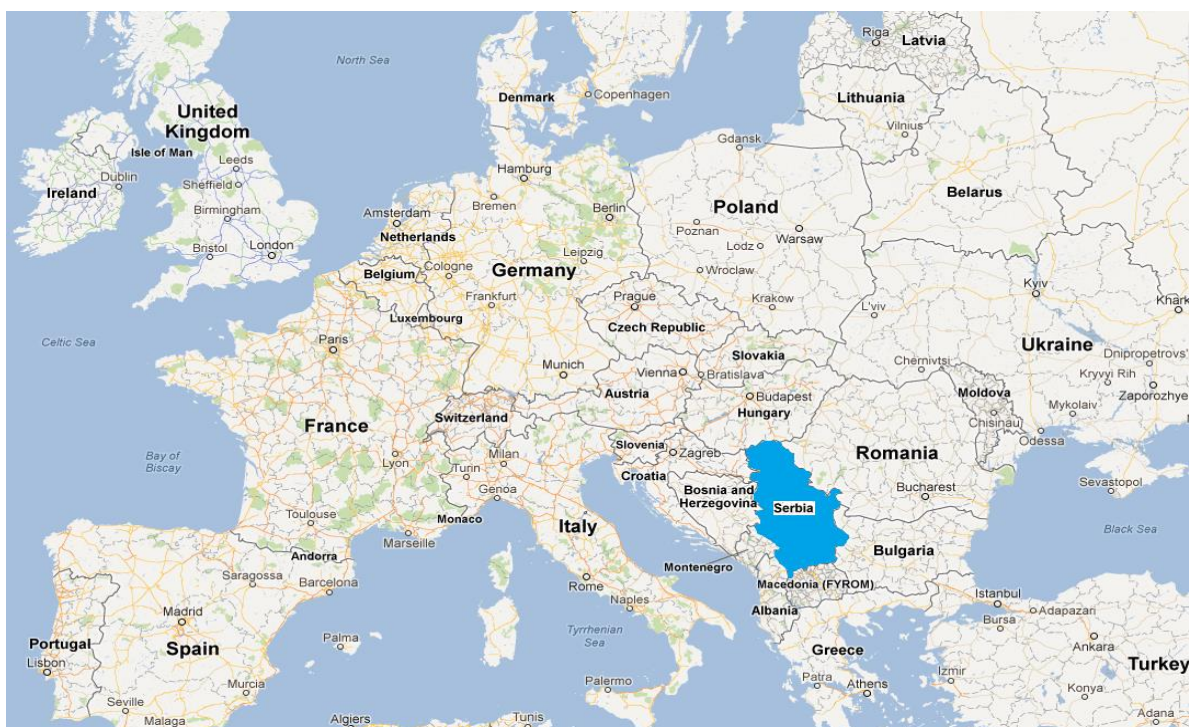 North Sea
Riga
Latvia
Denmark
Copenhagen
Lithuania
Vilnius
United
Kingdom
Isle of Man
Leeds
Dublin
Sheffield
Ireland
Birmingham
Bristol
London
Gdansk
Hamburg
Bremen
Berlin
Amsterdam
Netherlands
Poland
Poznan
Warsaw
Lodz
Belarus
Belgium
Cologne
Germany
Leipzig
Wroclaw
Frankfurt
Luxembourg
Prague
Czech Republic
Krakow
L'viv
Kyiv
Khark
Celtic Sea
Paris
Munich
Vienna
Slovakia
Bratislava
Austria
Budapest
Hungary
Chernivtsi
Ukraine
Dnipropetrovs'
Kryvyi Rih
Zaporozhye
Moldova
Chisinau
Mykolaiv
Odessa
France
Switzerland
Bay of
Biscay
Lyon
Milan
Turin
Genoa
Slovenia
Zagreb
Croatia
Bosnia and
Herzegovina
Serbia
Romania
Bucharest
Sevastopol
Black Sea
Toulouse
Monaco
Marseille
Italy
Andorra
Montenegro
Bulgaria
Saragossa
Barcelona
Rome
Macedonia (FYROM)
Madrid
Naples
Albania
Istanbul
Adapazari
Bursa
Ankara
Portugal
Lisbon
Spain
Palma
Tyrrhenian
Sea
Greece
Turkey
Murcia
Seville
Malaga
Palermo
Patra
Athens
Izmir
Konya
Adana
Algiers
Tunis